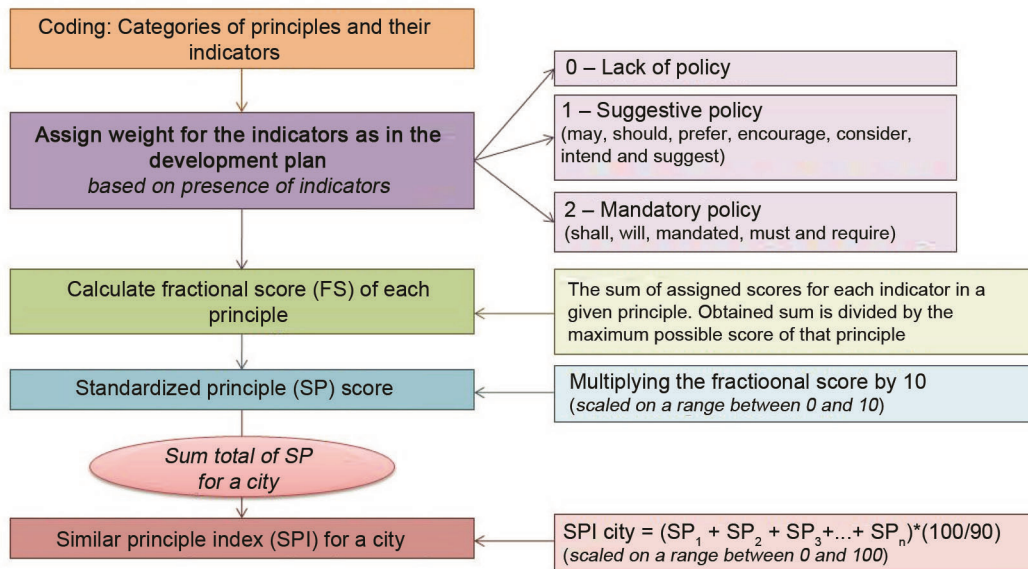 Coding: Categories of principles and their
indicators
Assign weight for the indicators as in the
development plan
based on presence of indicators
0 – Lack of policy
1 – Suggestive policy
(may, should, prefer, encourage, consider,
intend and suggest)
2 – Mandatory policy
(shall, will, mandated, must and require)
Calculate fractional score (FS) of each
principle
The sum of assigned scores for each indicator in a
given principle. Obtained sum is divided by the
maximum possible score of that principle
Standardized principle (SP) score
Multiplying the fractioonal score by 10
(scaled on a range between 0 and 10)
Sum total of SP
for a city
Similar principle index (SPI) for a city
SPI city = (SP₁ + SP₂ + SP₃+...+ SPₙ)*(100/90)
(scaled on a range between 0 and 100)